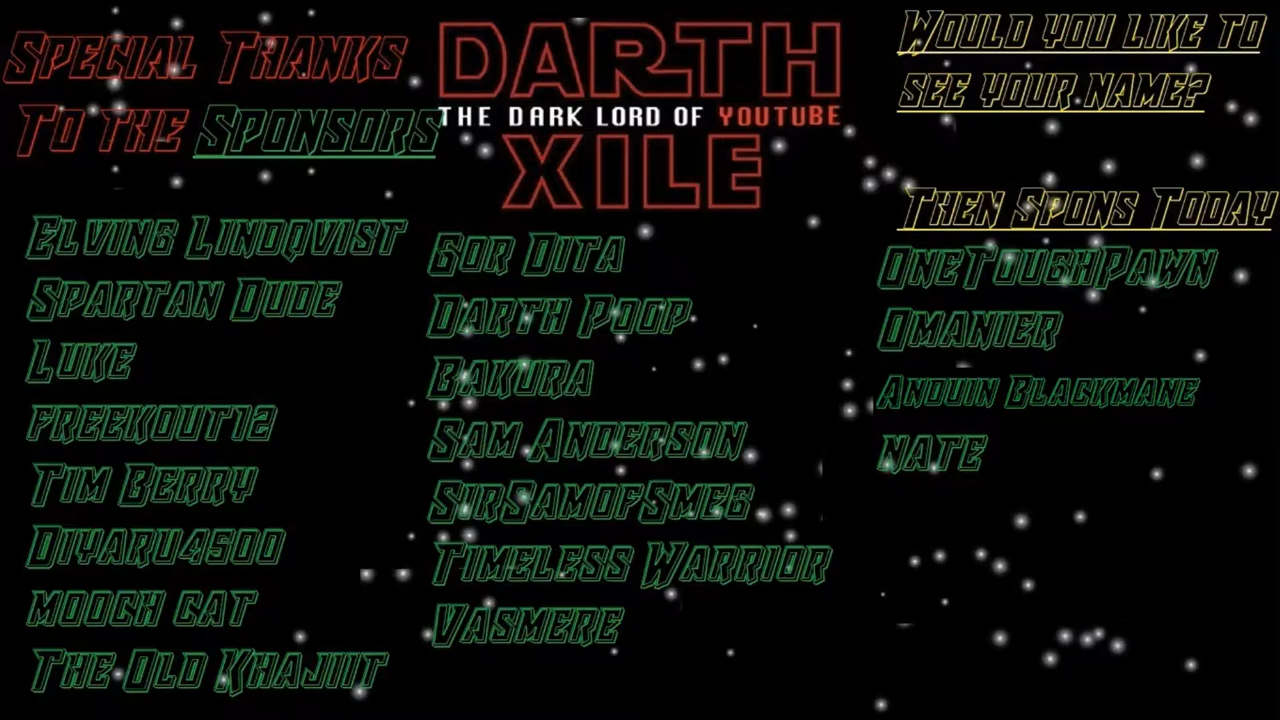 Special Thanks
To the Sponsors
Elving Lindqvist
Spartan Dude
Luke
freekout12
Tim Berry
Diyaru4500
mooch cat
The Old Khajiit
DARTH
THE DARK LORD OF YOUTUBE
XILE
Gor Dita
Darth Poop
Bakura
Sam Anderson
SirSamofSmeg
Timeless Warrior
Vasmere
Would you like to
see your name?
Then Spons Today
OneToughPawn
Omanier
Anduin Blackmane
nate